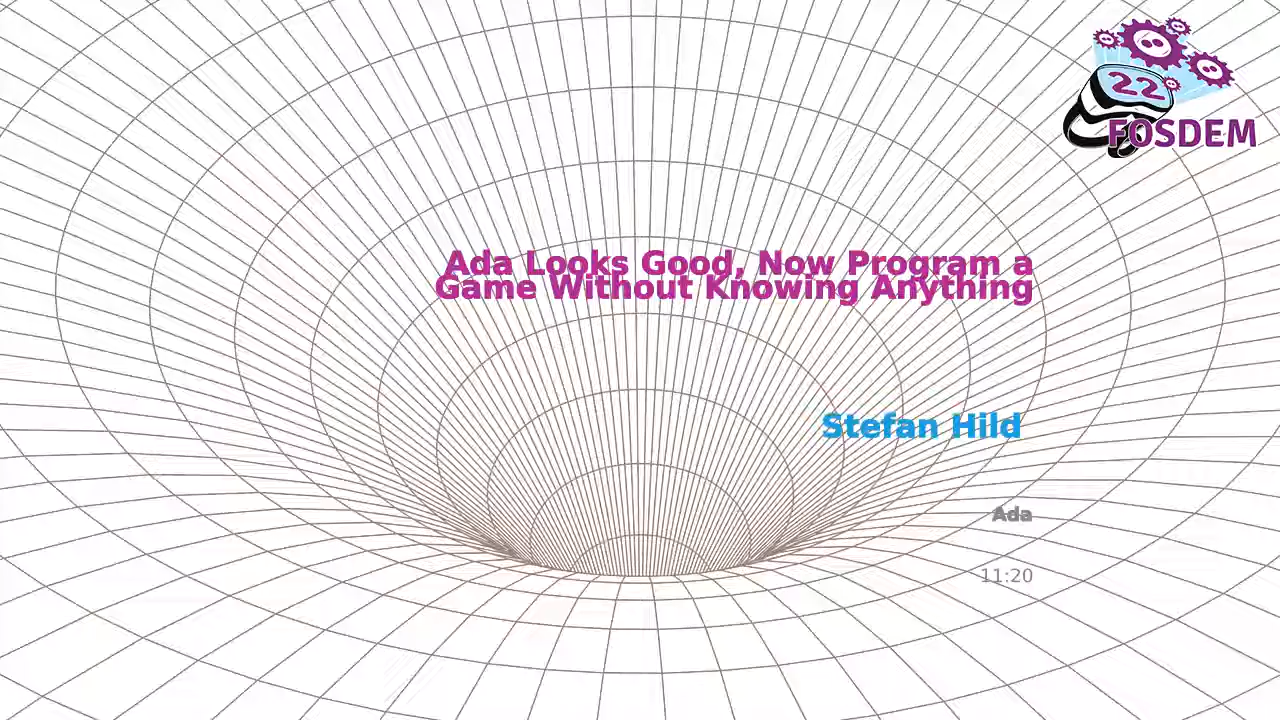 22
FOSDEM
Ada Looks Good, Now Program a
Game Without Knowing Anything
Stefan Hild
Ada
11:20